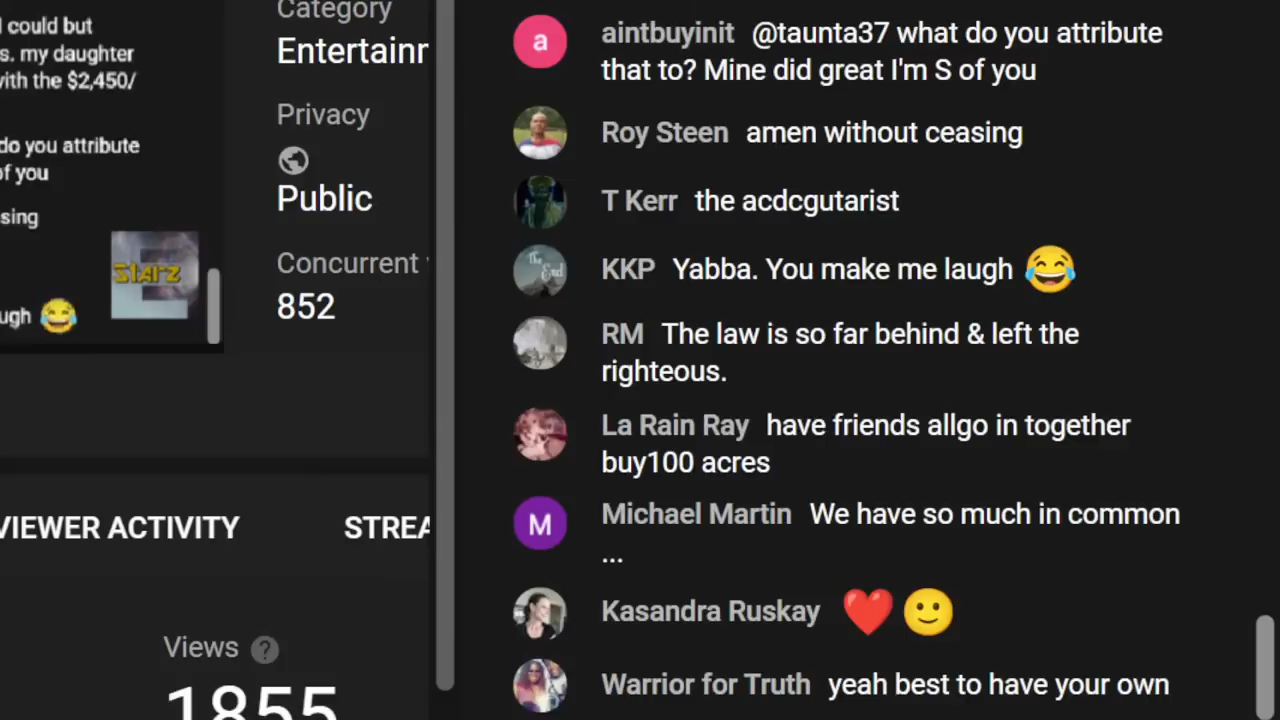 I could but
s. my daughter
with the $2,450/
do you attribute
of you
sing
STarz
ugh 😂
Category
Entertainr
Privacy
Public
Concurrent
852
VIEWER ACTIVITY
STREA
Views ?
1855
a
aintbuyinit @taunta37 what do you attribute
that to? Mine did great I'm S of you
Roy Steen amen without ceasing
T Kerr the acdcgutarist
The End
KKP Yabba. You make me laugh 😂
RM The law is so far behind & left the
righteous.
La Rain Ray have friends allgo in together
buy100 acres
M
Michael Martin We have so much in common
...
Kasandra Ruskay ❤️🙂
Warrior for Truth yeah best to have your own